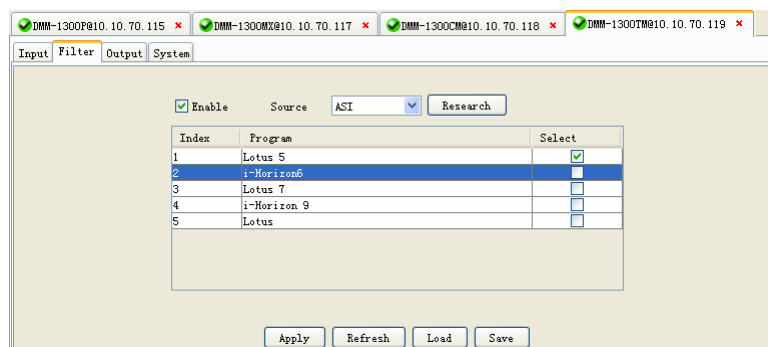 DMM-1300P@10.10.70.115 DMM-1300MX@10.10.70.117 DMM-1300CM@10.10.70.118 DMM-1300TM@10.10.70.119
Input Filter Output System
Enable Source ASI Research
Index Program Select
1 Lotus 5
2 i-Horizon6
3 Lotus 7
4 i-Horizon 9
5 Lotus
Apply Refresh Load Save